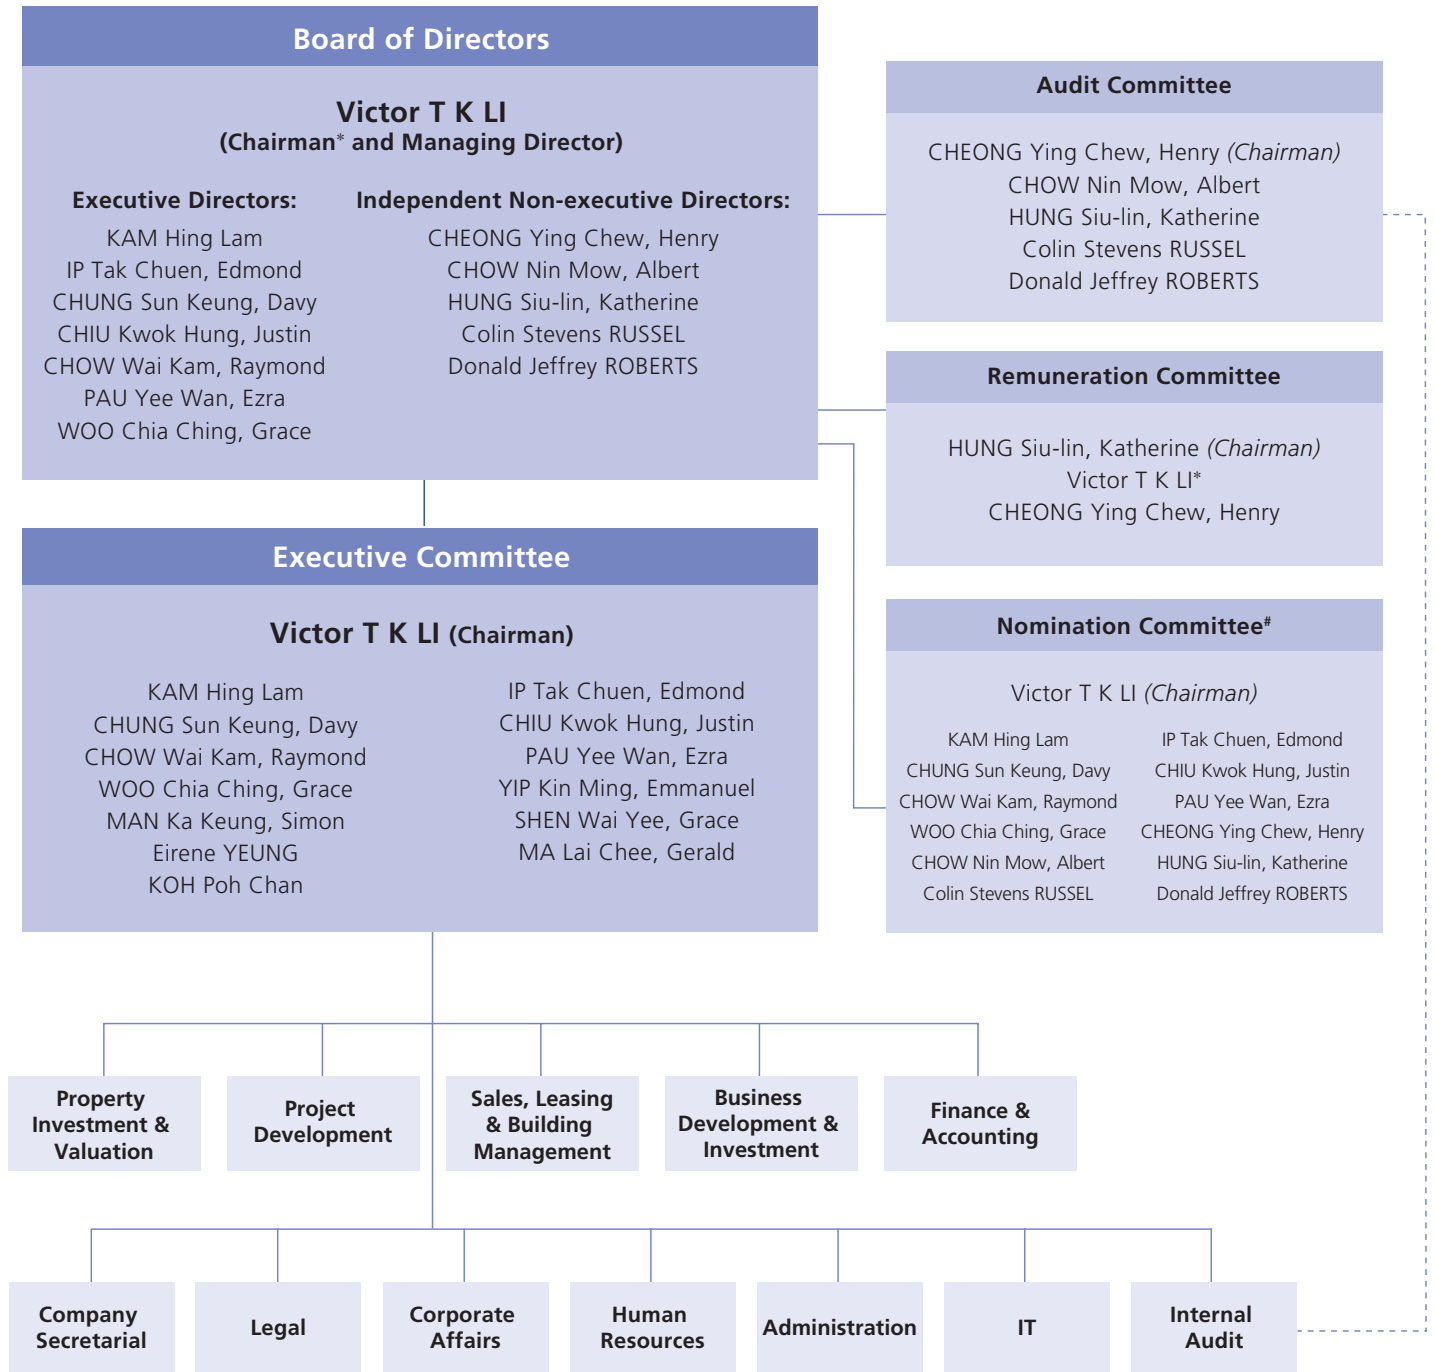 Board of Directors
Victor T K LI
(Chairman* and Managing Director)
Executive Directors:
KAM Hing Lam
IP Tak Chuen, Edmond
CHUNG Sun Keung, Davy
CHIU Kwok Hung, Justin
CHOW Wai Kam, Raymond
PAU Yee Wan, Ezra
WOO Chia Ching, Grace
Independent Non-executive Directors:
CHEONG Ying Chew, Henry
CHOW Nin Mow, Albert
HUNG Siu-lin, Katherine
Colin Stevens RUSSEL
Donald Jeffrey ROBERTS
Audit Committee
CHEONG Ying Chew, Henry (Chairman)
CHOW Nin Mow, Albert
HUNG Siu-lin, Katherine
Colin Stevens RUSSEL
Donald Jeffrey ROBERTS
Remuneration Committee
HUNG Siu-lin, Katherine (Chairman)
Victor T K LI*
CHEONG Ying Chew, Henry
Executive Committee
Victor T K LI (Chairman)
KAM Hing Lam
CHUNG Sun Keung, Davy
CHOW Wai Kam, Raymond
WOO Chia Ching, Grace
MAN Ka Keung, Simon
Eirene YEUNG
KOH Poh Chan
IP Tak Chuen, Edmond
CHIU Kwok Hung, Justin
PAU Yee Wan, Ezra
YIP Kin Ming, Emmanuel
SHEN Wai Yee, Grace
MA Lai Chee, Gerald
Nomination Committee#
Victor T K LI (Chairman)
KAM Hing Lam
CHUNG Sun Keung, Davy
CHOW Wai Kam, Raymond
WOO Chia Ching, Grace
CHOW Nin Mow, Albert
Colin Stevens RUSSEL
IP Tak Chuen, Edmond
CHIU Kwok Hung, Justin
PAU Yee Wan, Ezra
CHEONG Ying Chew, Henry
HUNG Siu-lin, Katherine
Donald Jeffrey ROBERTS
Property
Investment &
Valuation
Project
Development
Sales, Leasing
& Building
Management
Business
Development &
Investment
Finance &
Accounting
Company
Secretarial
Legal
Corporate
Affairs
Human
Resources
Administration
IT
Internal
Audit